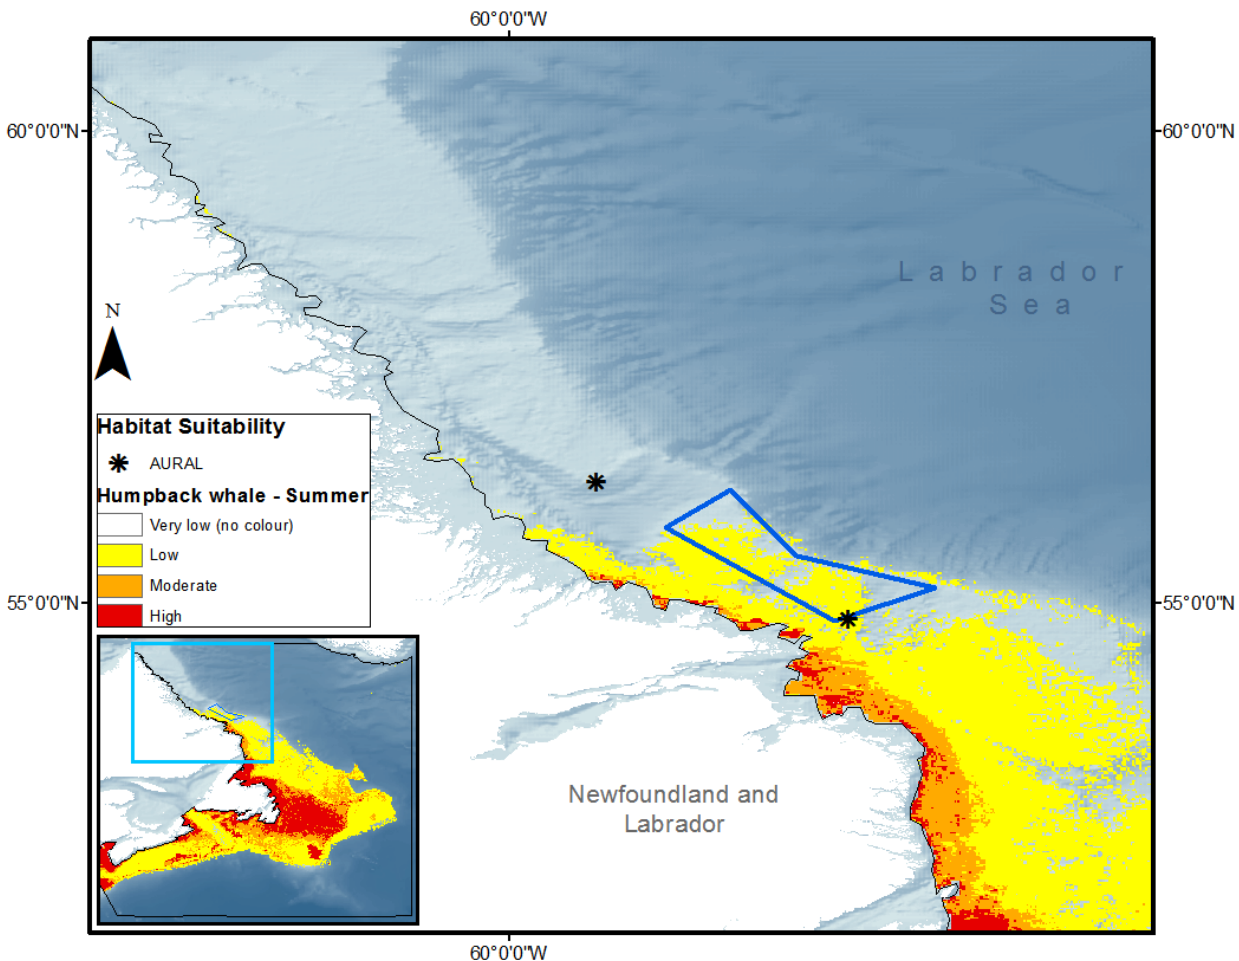 60°0'0"W
60°0'0"N
60°0'0"N
Labrador
Sea
N
Habitat Suitability
AURAL
Humpback whale - Summer
Very low (no colour)
Low
Moderate
High
55°0'0"N
55°0'0"N
Newfoundland and
Labrador
60°0'0"W